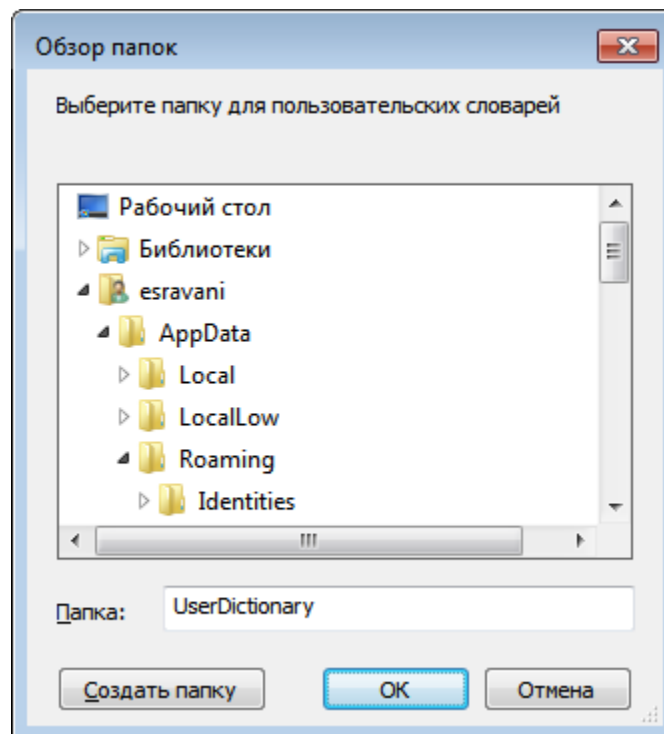 Обзор папок
Выберите папку для пользовательских словарей
Рабочий стол
Библиотеки
esravani
AppData
Local
LocalLow
Roaming
Identities
Папка: UserDictionary
Создать папку OK Отмена